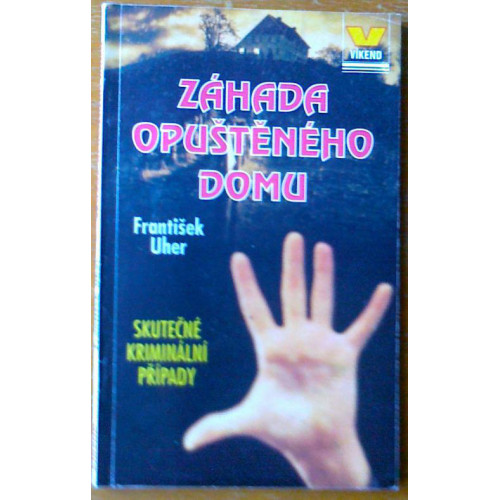 VÍKEND
ZÁHADA
OPUŠTĚNÉHO
DOMU
František
Uher
SKUTEČNÉ
KRIMINÁLNÍ
PŘÍPADY